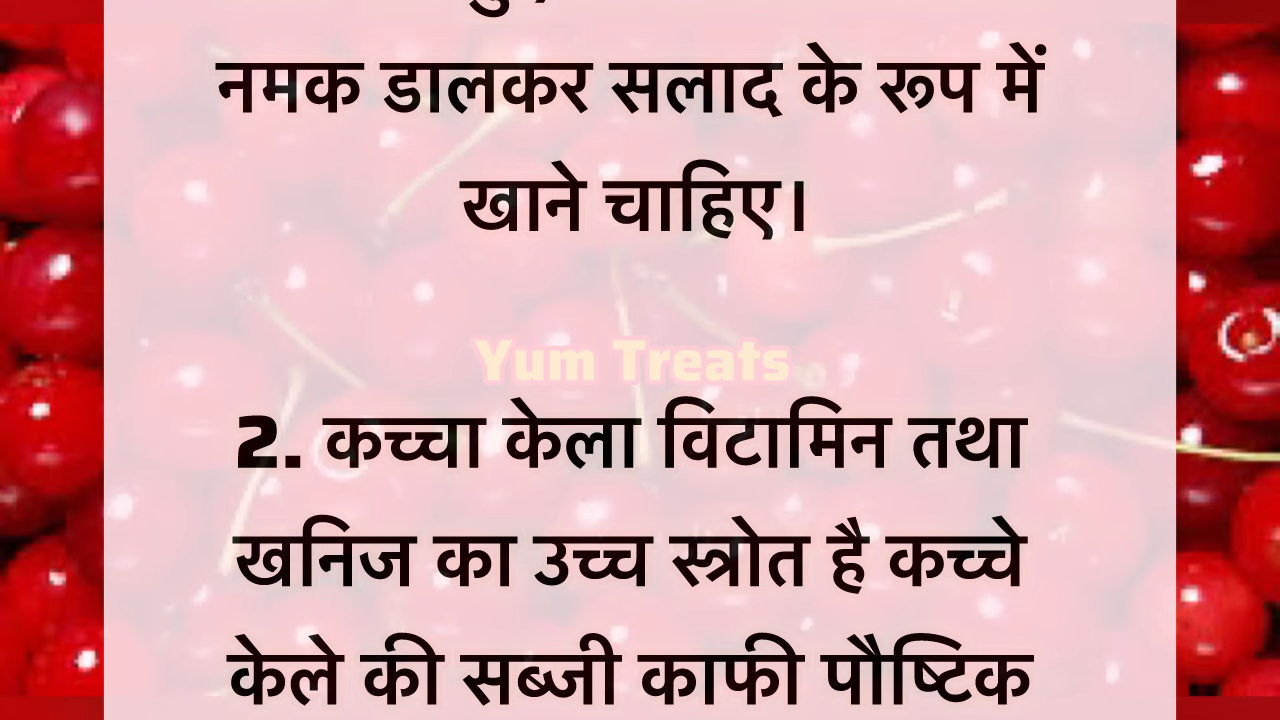 नमक डालकर सलाद के रूप में
खाने चाहिए।
Yum Treats
2. कच्चा केला विटामिन तथा
खनिज का उच्च स्त्रोत है कच्चे
केले की सब्जी काफी पौष्टिक